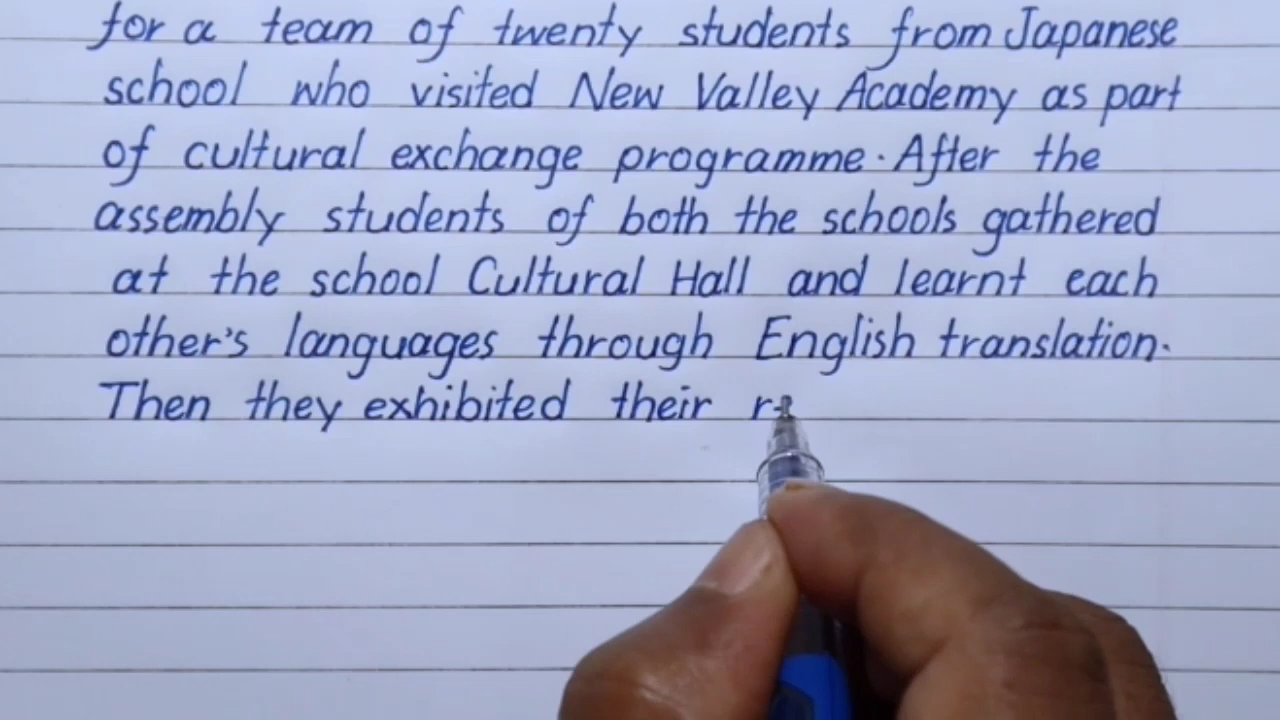 for a team of twenty students from Japanese
school who visited New Valley Academy as part
of cultural exchange programme. After the
assembly students of both the schools gathered
at the school Cultural Hall and learnt each
other's languages through English translation.
Then they exhibited their